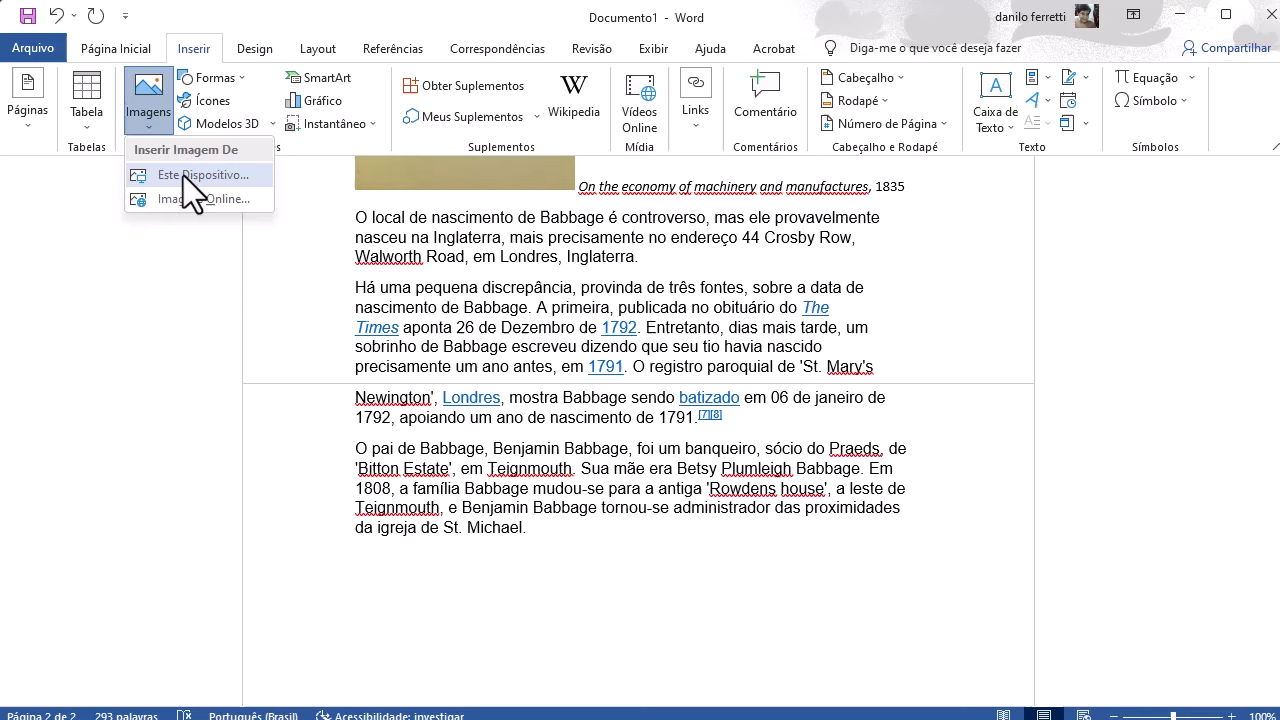 Documento1 - Word
danilo ferretti
Arquivo
Página Inicial
Inserir
Design
Layout
Referências
Correspondências
Revisão
Exibir
Ajuda
Acrobat
Diga-me o que você deseja fazer
Compartilhar
Páginas
Tabela
Imagens
Formas
Ícones
Modelos 3D
SmartArt
Gráfico
Instantâneo
Obter Suplementos
Meus Suplementos
W
Wikipedia
Vídeos
Online
Links
Comentário
Cabeçalho
Rodapé
Número de Página
A
Caixa de
Texto
Equação
Símbolo
Tabelas
Suplementos
Mídia
Comentários
Cabeçalho e Rodapé
Texto
Símbolos
Inserir Imagem De
Este Dispositivo...
Online...
On the economy of machinery and manufactures, 1835
O local de nascimento de Babbage é controverso, mas ele provavelmente
nasceu na Inglaterra, mais precisamente no endereço 44 Crosby Row,
Walworth Road, em Londres, Inglaterra.
Há uma pequena discrepância, provinda de três fontes, sobre a data de
nascimento de Babbage. A primeira, publicada no obituário do The
Times aponta 26 de Dezembro de 1792. Entretanto, dias mais tarde, um
sobrinho de Babbage escreveu dizendo que seu tio havia nascido
precisamente um ano antes, em 1791. O registro paroquial de 'St. Mary's
Newington', Londres, mostra Babbage sendo batizado em 06 de janeiro de
1792, apoiando um ano de nascimento de 1791.[7][8]
O pai de Babbage, Benjamin Babbage, foi um banqueiro, sócio do Praeds, de
'Bitton Estate', em Teignmouth. Sua mãe era Betsy Plumleigh Babbage. Em
1808, a família Babbage mudou-se para a antiga 'Rowdens house', a leste de
Teignmouth, e Benjamin Babbage tornou-se administrador das proximidades
da igreja de St. Michael.
Página 2 de 2
293 palavras
Português (Brasil)
Acessibilidade: investigar
100%